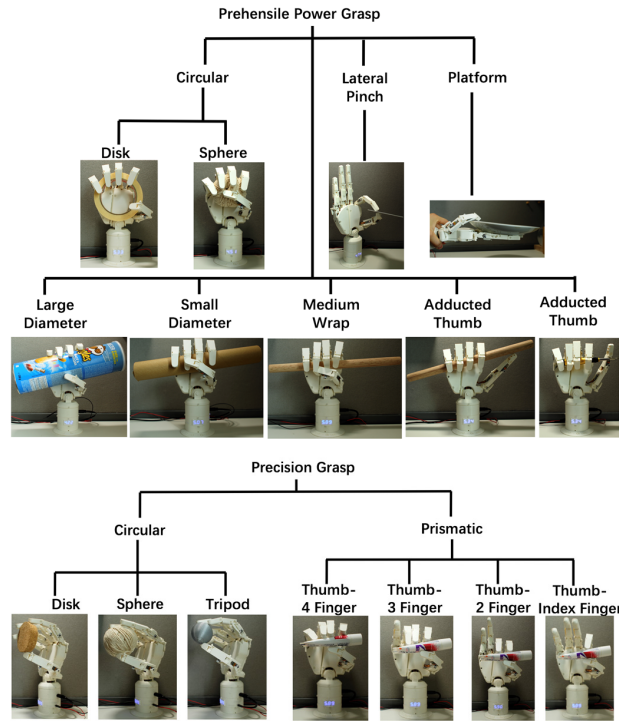 Prehensile Power Grasp
Circular
Lateral
Pinch
Platform
Disk
Sphere
Large
Diameter
Small
Diameter
Medium
Wrap
Adducted
Thumb
Adducted
Thumb
Precision Grasp
Circular
Prismatic
Disk
Sphere
Tripod
Thumb-
4 Finger
Thumb-
3 Finger
Thumb-
2 Finger
Thumb-
Index Finger